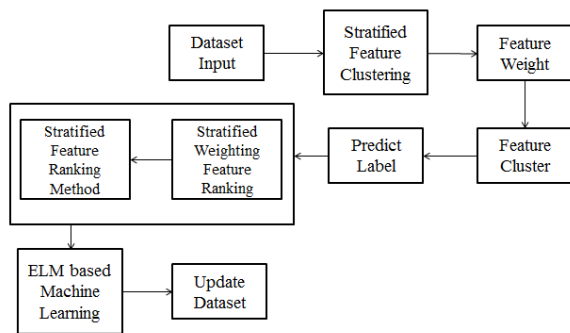 Dataset
Input
Stratified
Feature
Clustering
Feature
Weight
Feature
Cluster
Predict
Label
Stratified
Weighting
Feature
Ranking
Stratified
Feature
Ranking
Method
ELM based
Machine
Learning
Update
Dataset